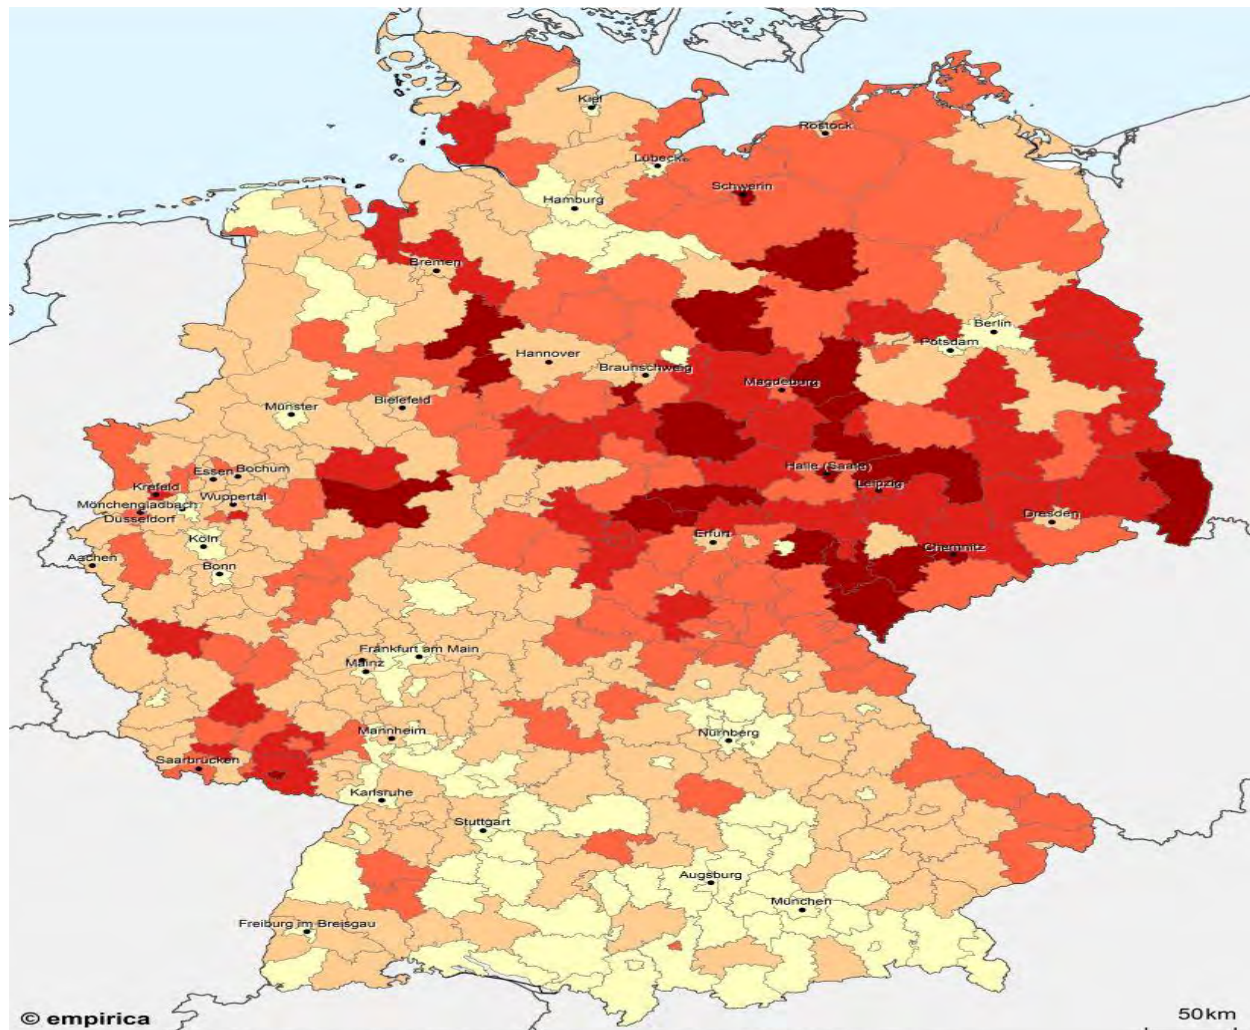 Kiel
Rostock
Lübeck
Schwerin
Hamburg
Bremen
Berlin
Potsdam
Hannover
Braunschweig
Magdeburg
Bielefeld
Münster
Essen
Bochum
Halle (Saale)
Krefeld
Leipzig
Mönchengladbach
Wuppertal
Düsseldorf
Dresden
Köln
Erfurt
Chemnitz
Aachen
Bonn
Frankfurt am Main
Mainz
Mannheim
Nürnberg
Saarbrücken
Karlsruhe
Stuttgart
Augsburg
München
Freiburg im Breisgau
© empirica
50 km